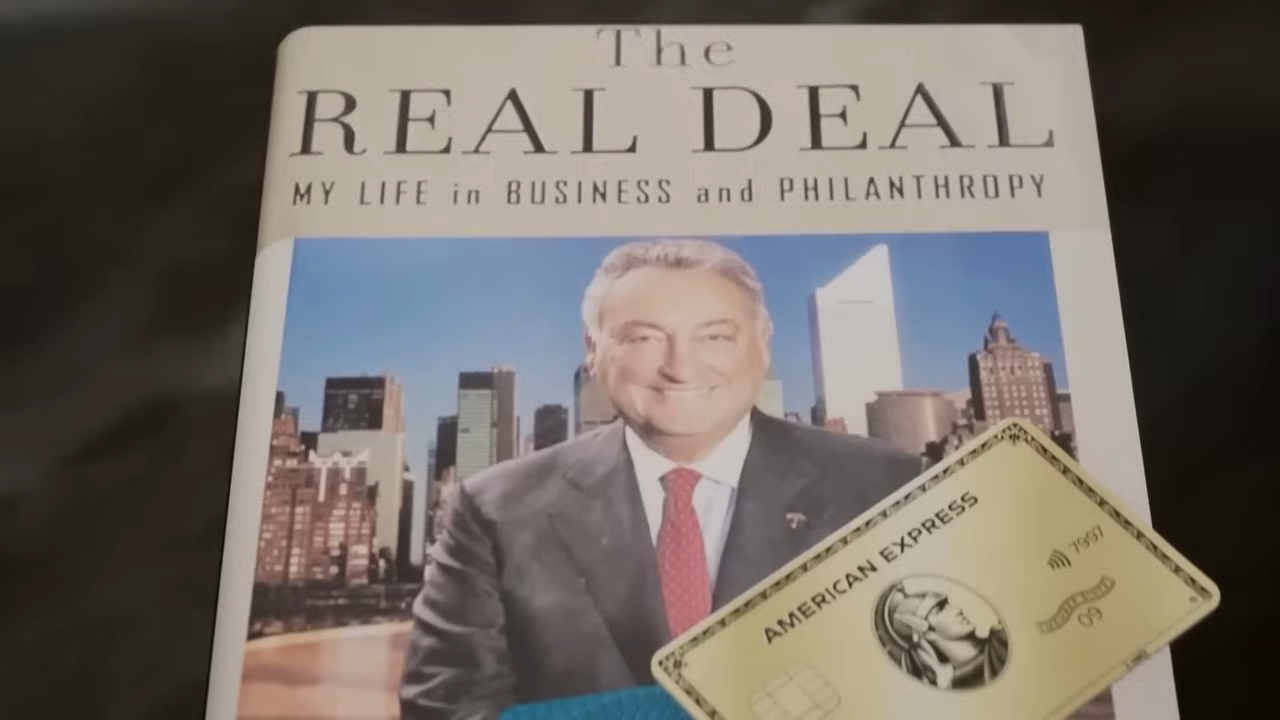 The
REAL DEAL
MY LIFE in BUSINESS and PHILANTHROPY
AMERICAN EXPRESS
7997
09